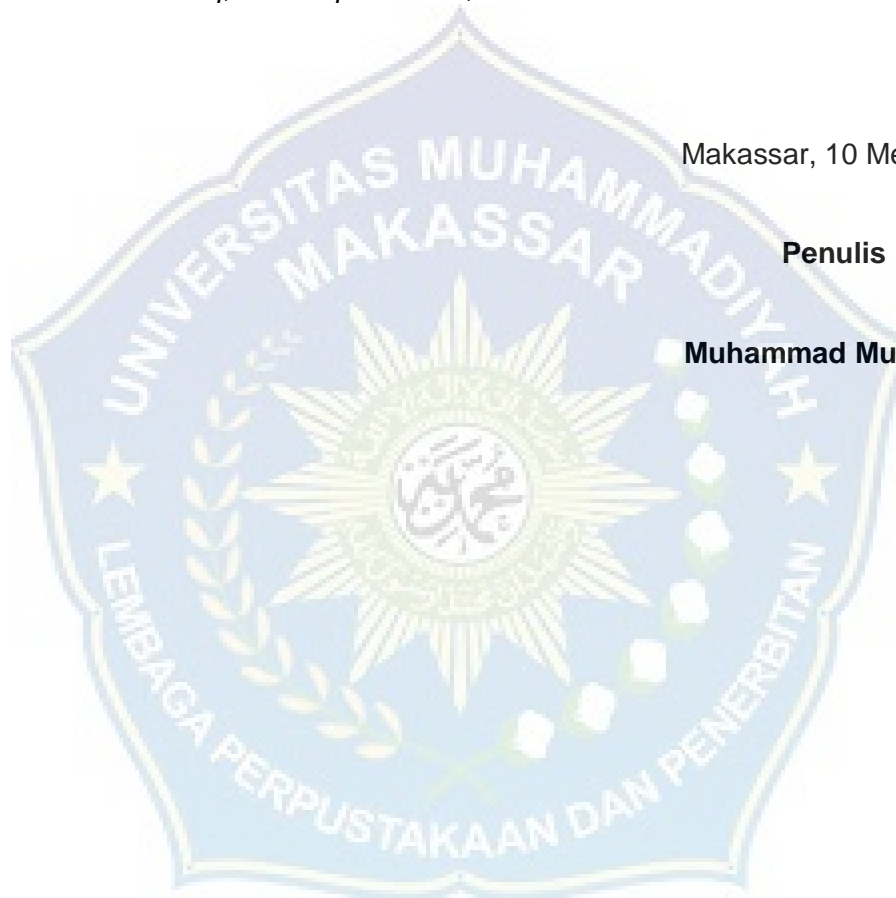 Makassar, 10 Me
Penulis
Muhammad Mu
UNIVERSITAS MUHAMMADIYAH
MAKASSAR
LEMBAGA PERPUSTAKAAN DAN PENERBITAN